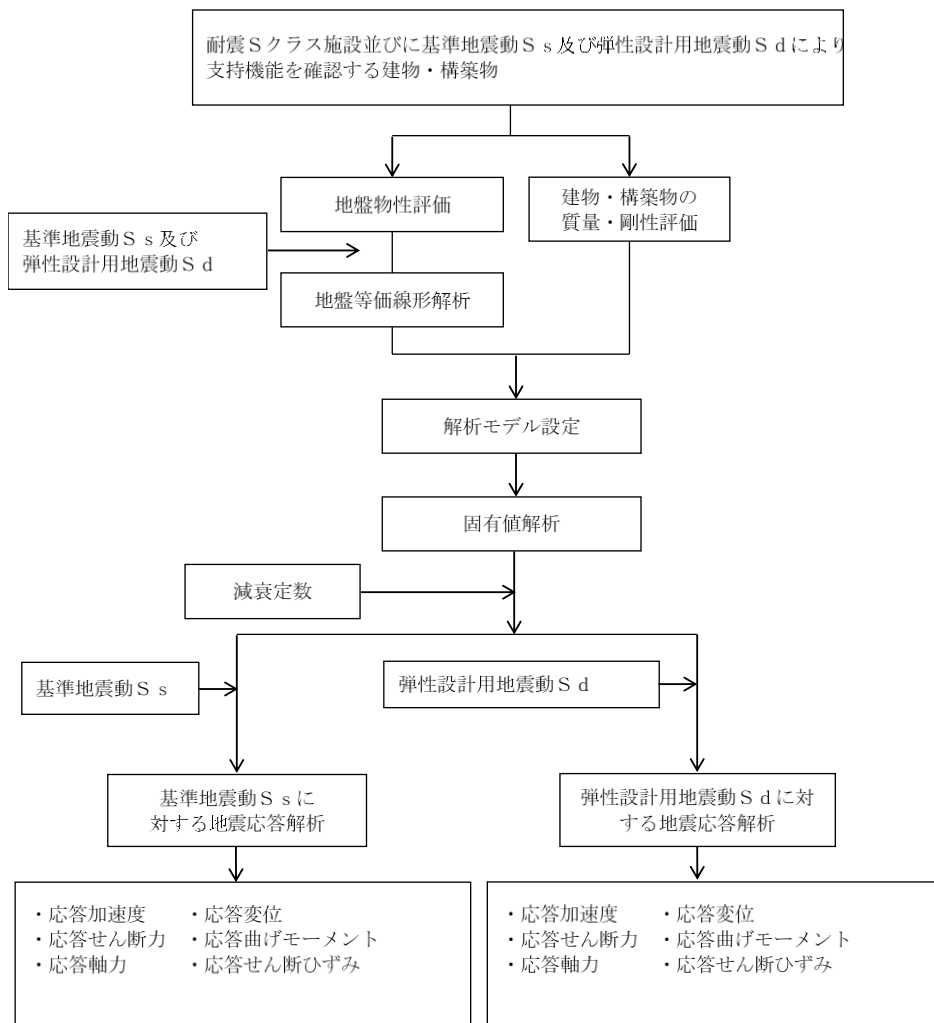 耐震Ｓクラス施設並びに基準地震動Ｓｓ及び弾性設計用地震動Ｓｄにより
支持機能を確認する建物・構築物
地盤物性評価
建物・構築物の
質量・剛性評価
基準地震動Ｓｓ及び
弾性設計用地震動Ｓｄ
地盤等価線形解析
解析モデル設定
固有値解析
減衰定数
基準地震動Ｓｓ
弾性設計用地震動Ｓｄ
基準地震動Ｓｓに
対する地震応答解析
弾性設計用地震動Ｓｄに対
する地震応答解析
・応答加速度　・応答変位
・応答せん断力　・応答曲げモーメント
・応答軸力　・応答せん断ひずみ
・応答加速度　・応答変位
・応答せん断力　・応答曲げモーメント
・応答軸力　・応答せん断ひずみ